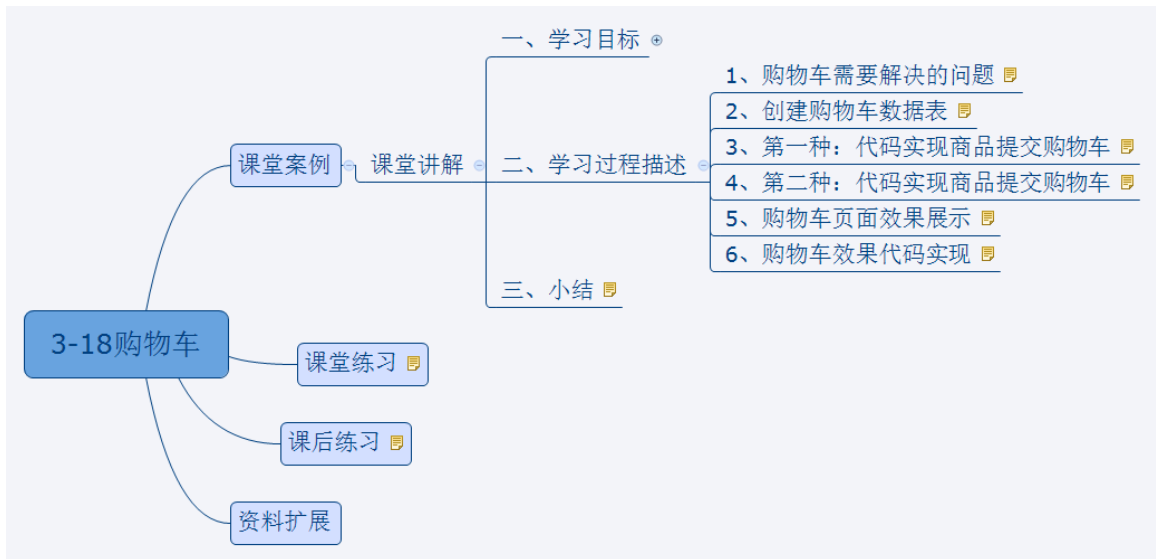 3-18购物车
课堂案例
课堂讲解
一、学习目标
二、学习过程描述
1、购物车需要解决的问题
2、创建购物车数据表
3、第一种：代码实现商品提交购物车
4、第二种：代码实现商品提交购物车
5、购物车页面效果展示
6、购物车效果代码实现
三、小结
课堂练习
课后练习
资料扩展